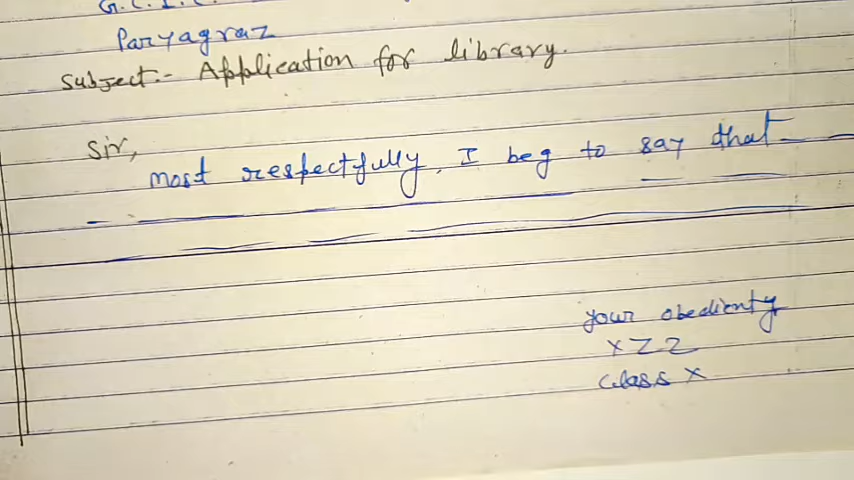 G.C.I.C.
Paryagraz
Subject:- Application for library.
Sir,
most respectfully, I beg to say that
your obedienty
XZZ
Class X